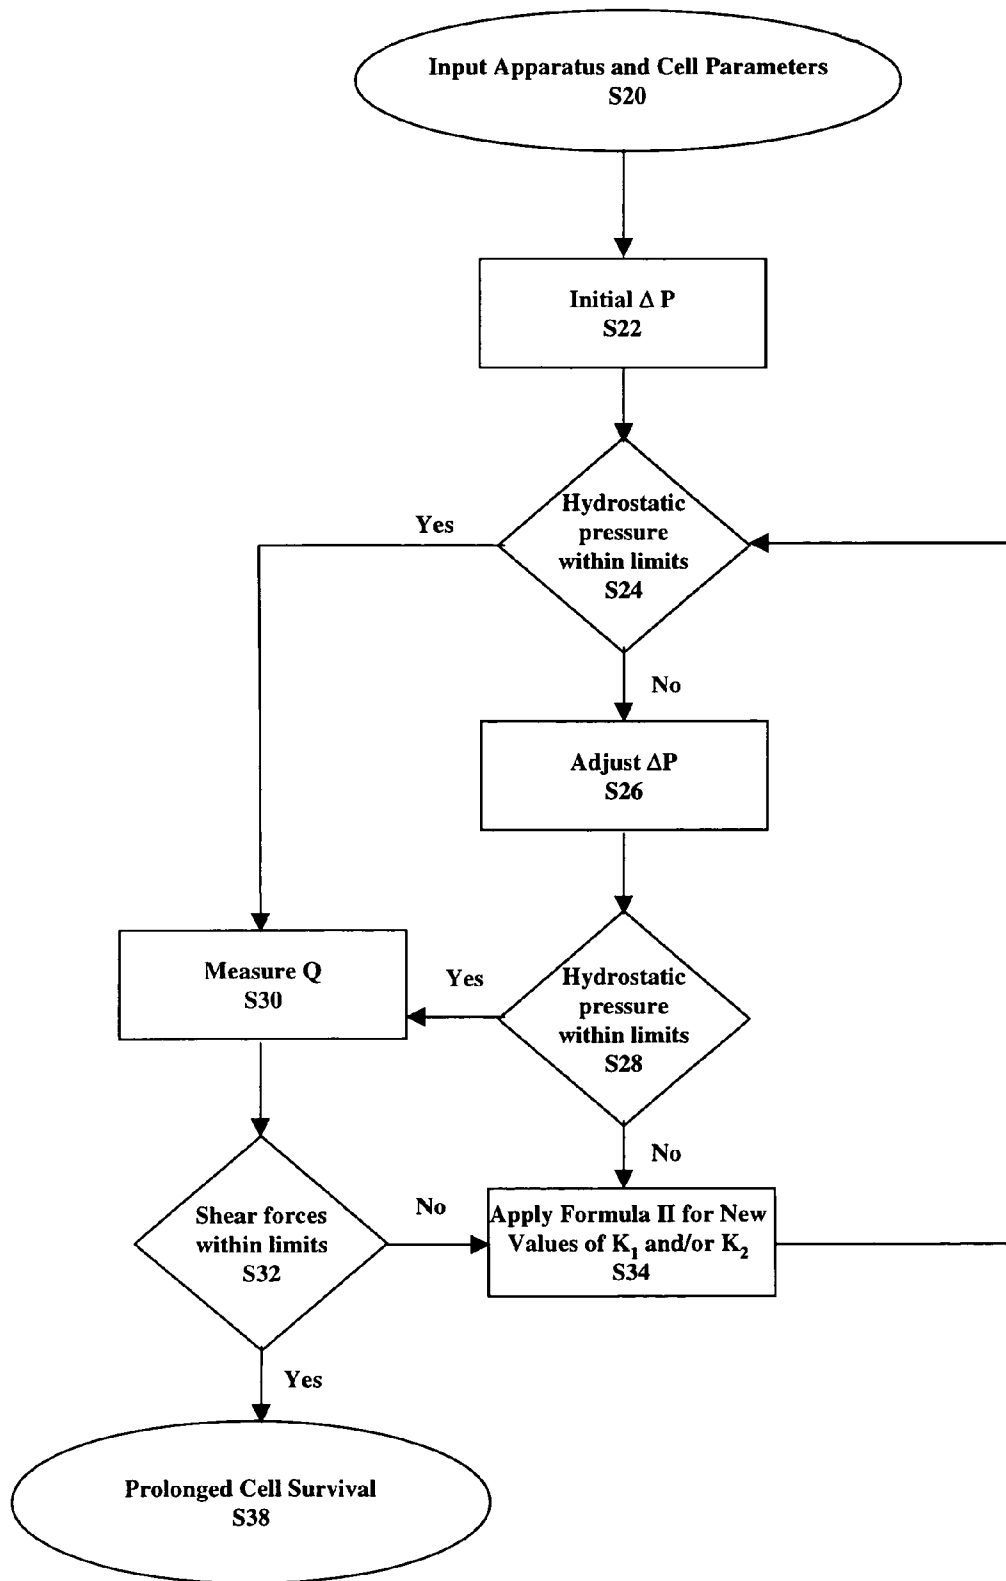 Input Apparatus and Cell Parameters
S20
Initial Δ P
S22
Hydrostatic
pressure
within limits
S24
Yes
No
Adjust ΔP
S26
Measure Q
S30
Yes
Hydrostatic
pressure
within limits
S28
No
Shear forces
within limits
S32
No
Apply Formula II for New
Values of K₁ and/or K₂
S34
Yes
Prolonged Cell Survival
S38